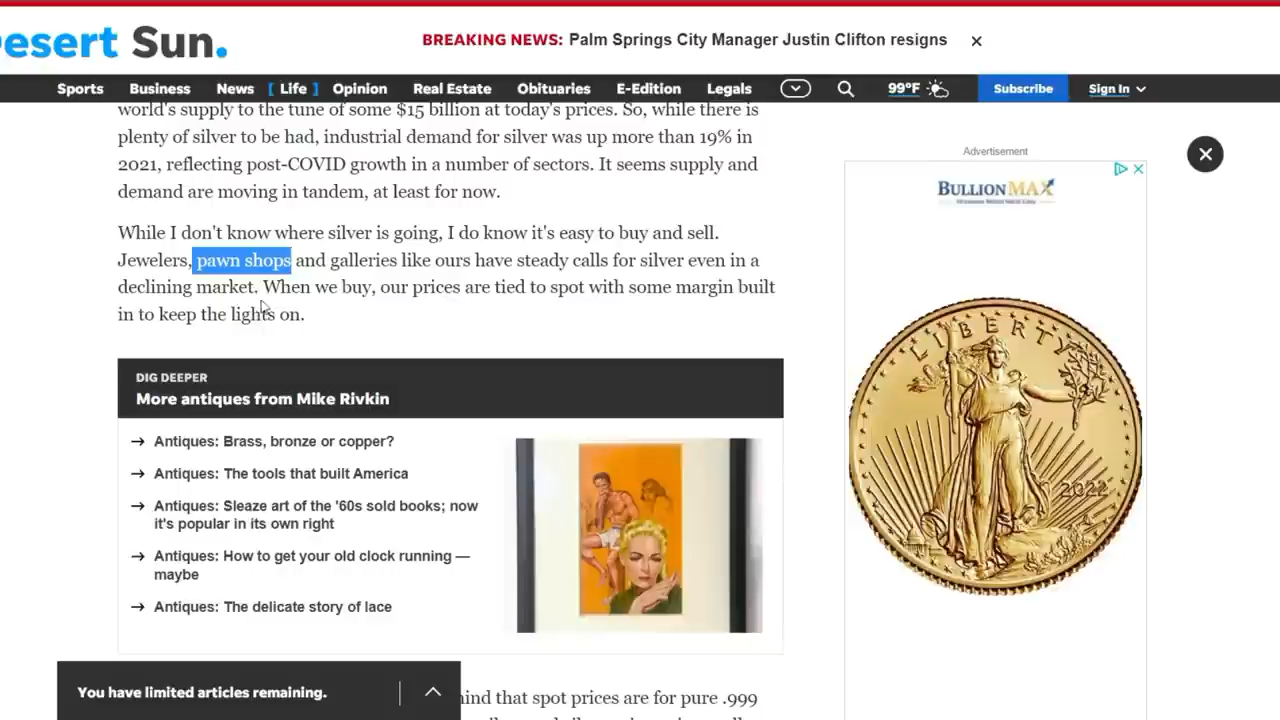 esert Sun.
BREAKING NEWS: Palm Springs City Manager Justin Clifton resigns
Sports Business News [ Life ] Opinion Real Estate Obituaries E-Edition Legals 99°F Subscribe Sign In
world's supply to the tune of some $15 billion at today's prices. So, while there is
plenty of silver to be had, industrial demand for silver was up more than 19% in
2021, reflecting post-COVID growth in a number of sectors. It seems supply and
demand are moving in tandem, at least for now.
While I don't know where silver is going, I do know it's easy to buy and sell.
Jewelers, pawn shops and galleries like ours have steady calls for silver even in a
declining market. When we buy, our prices are tied to spot with some margin built
in to keep the lights on.
DIG DEEPER
More antiques from Mike Rivkin
→ Antiques: Brass, bronze or copper?
→ Antiques: The tools that built America
→ Antiques: Sleaze art of the '60s sold books; now
it's popular in its own right
→ Antiques: How to get your old clock running —
maybe
→ Antiques: The delicate story of lace
You have limited articles remaining.
mind that spot prices are for pure .999
Advertisement
BULLIONMAX
LIBERTY
2022